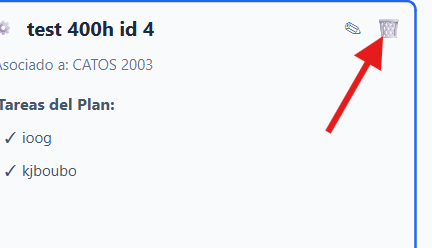 test 400h id 4
Asociado a: CATOS 2003
Tareas del Plan:
✓ ioog
✓ kjboubo